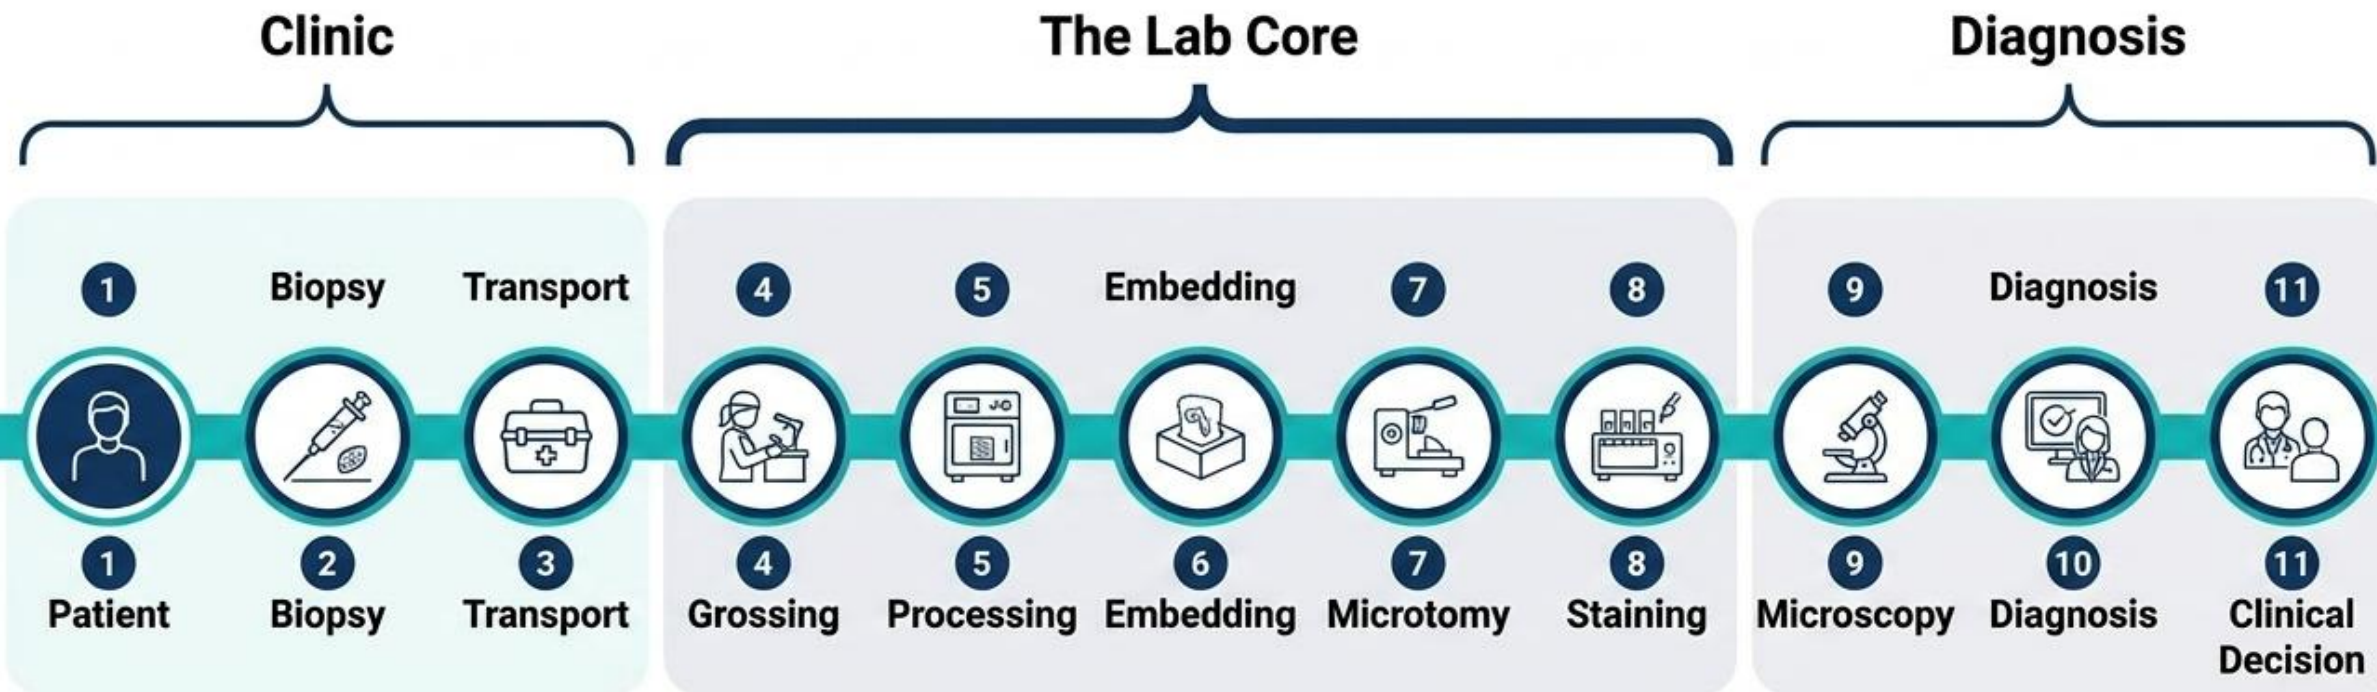 Clinic
The Lab Core
Diagnosis
1
Biopsy
Transport
4
5
Embedding
7
8
9
Diagnosis
11
1
2
3
4
5
6
7
8
9
10
11
Patient
Biopsy
Transport
Grossing
Processing
Embedding
Microtomy
Staining
Microscopy
Diagnosis
Clinical
Decision